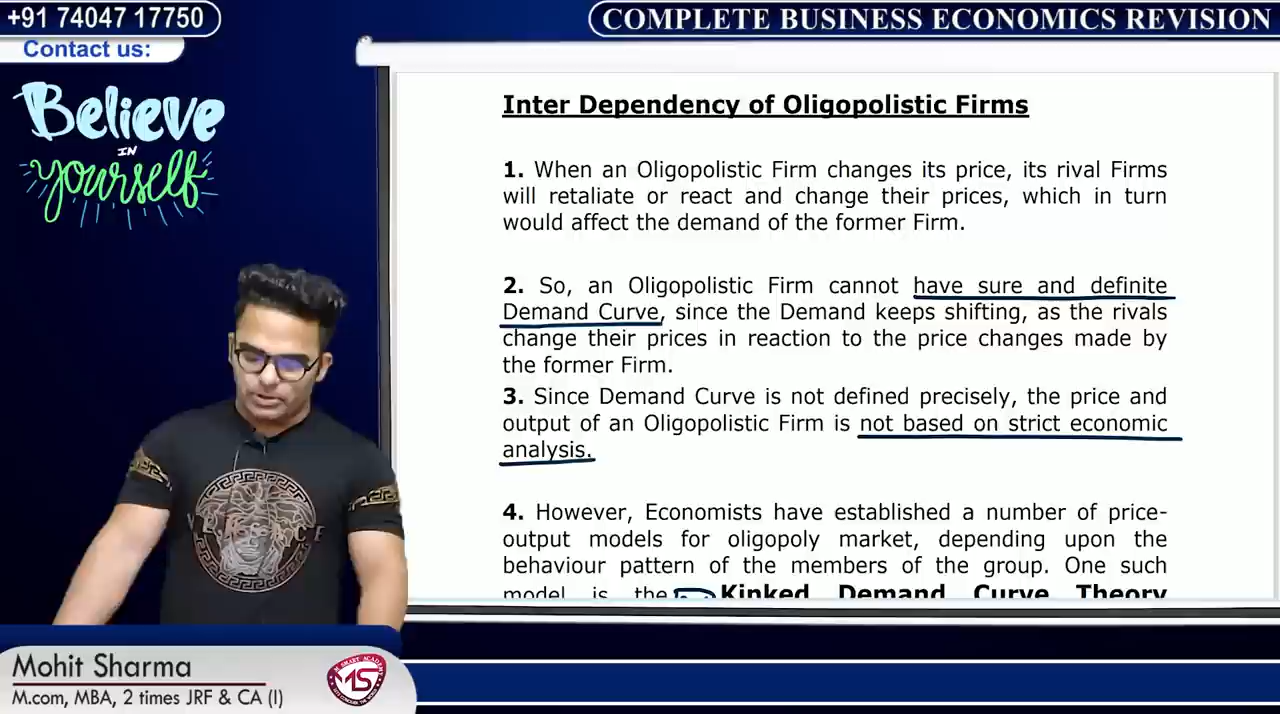 +91 74047 17750
Contact us:
COMPLETE BUSINESS ECONOMICS REVISION
Believe
IN
yourself
Inter Dependency of Oligopolistic Firms
1. When an Oligopolistic Firm changes its price, its rival Firms
will retaliate or react and change their prices, which in turn
would affect the demand of the former Firm.
2. So, an Oligopolistic Firm cannot have sure and definite
Demand Curve, since the Demand keeps shifting, as the rivals
change their prices in reaction to the price changes made by
the former Firm.
3. Since Demand Curve is not defined precisely, the price and
output of an Oligopolistic Firm is not based on strict economic
analysis.
4. However, Economists have established a number of price-
output models for oligopoly market, depending upon the
behaviour pattern of the members of the group. One such
model is the Kinked Demand Curve Theory
Mohit Sharma
M.com, MBA, 2 times JRF & CA (I)
MS